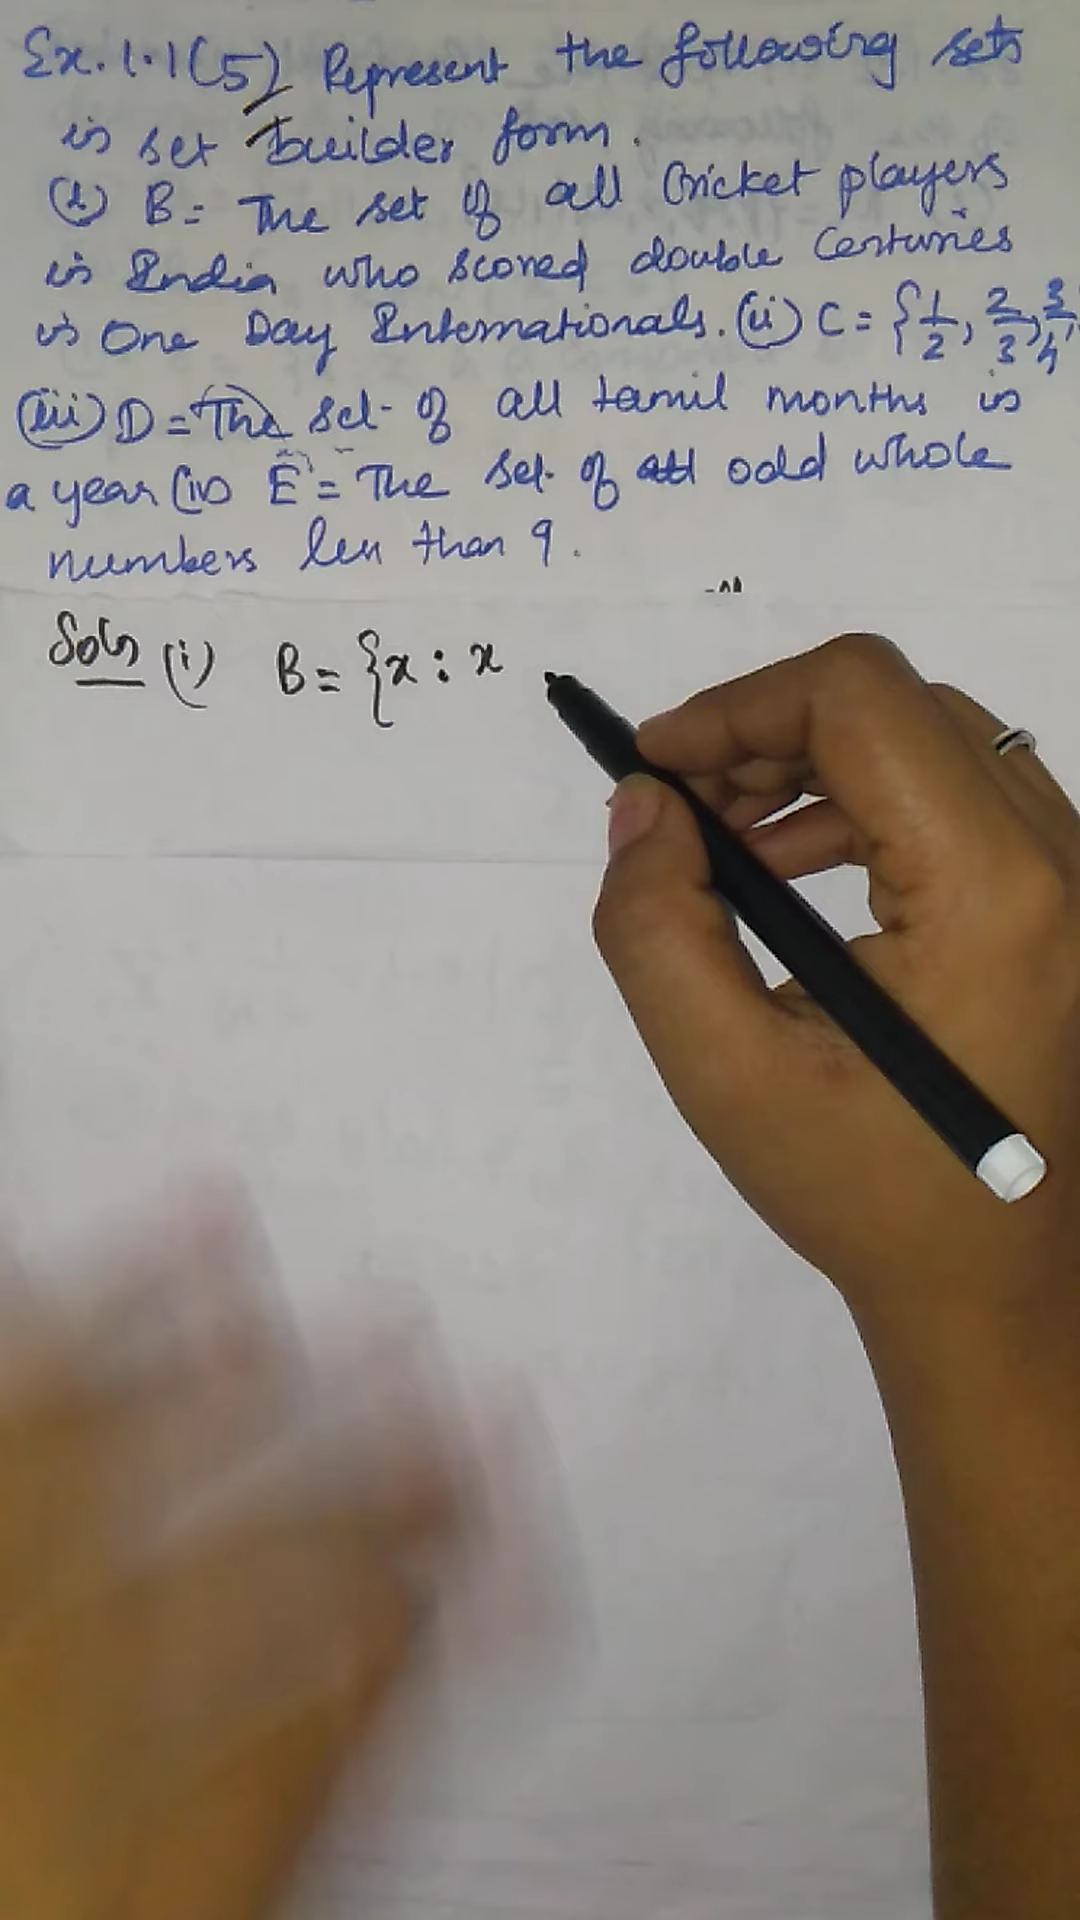 Ex. 1.1(5) Represent the following sets
in set builder form.
(i) B = The set of all Cricket players
in India who scored double Centuries
in One Day Internationals. (ii) C = {1/2, 2/3, 3/4,
(iii) D = The set of all tamil months in
a year (iv) E = The set of odd whole
numbers less than 9.
Soln (i) B = {x : x